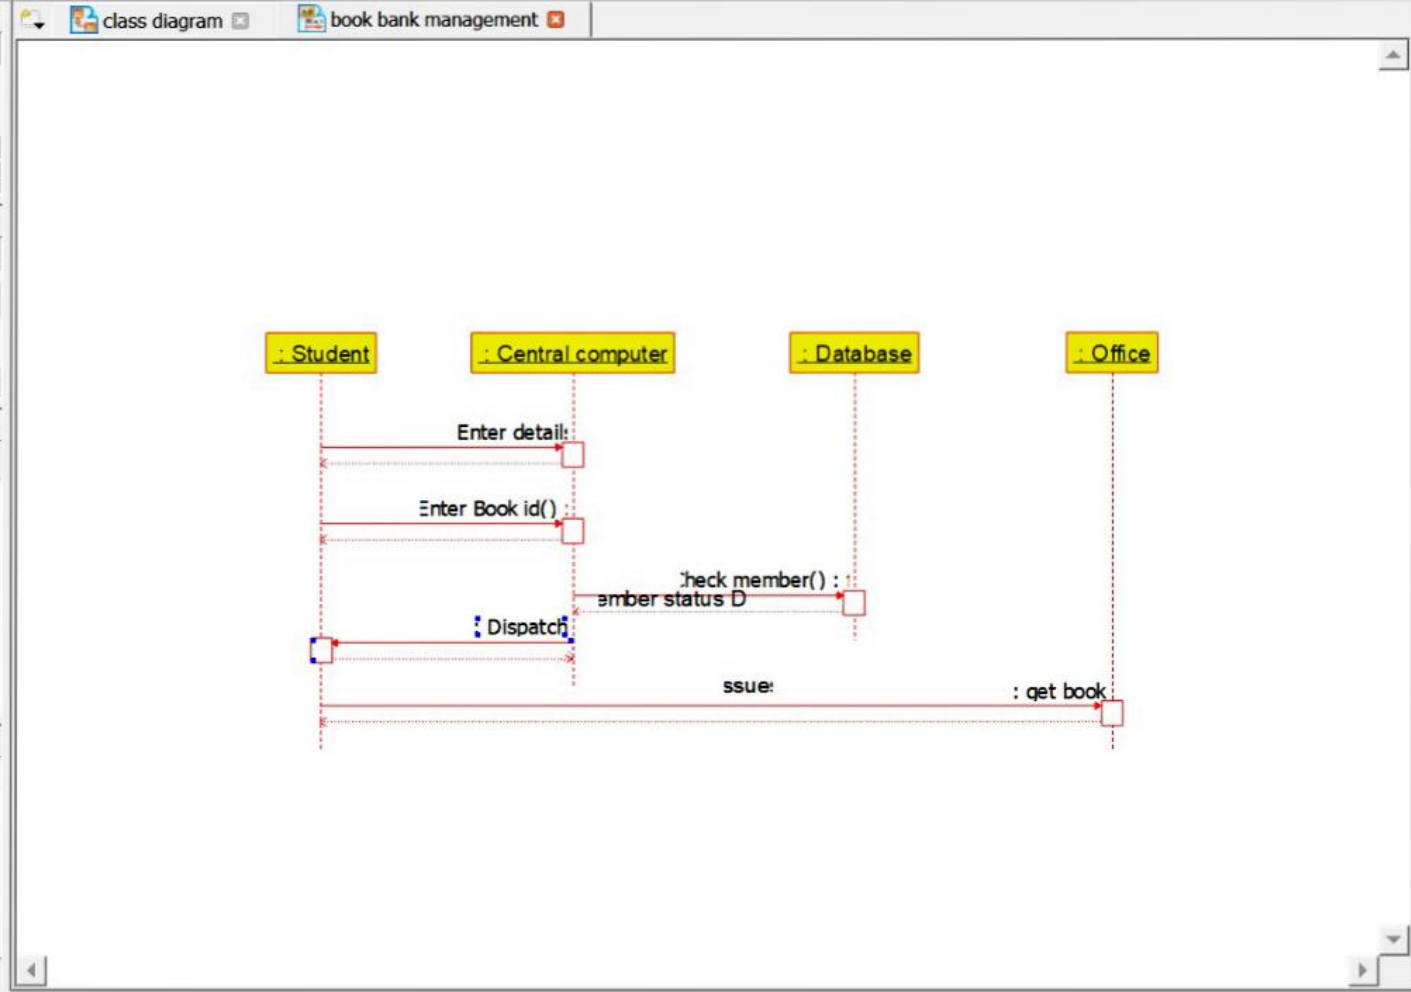 class diagram
book bank management
: Student
: Central computer
: Database
: Office
Enter details
Enter Book id() :
Check member() :
ember status D
: Dispatch
ssue
: get book